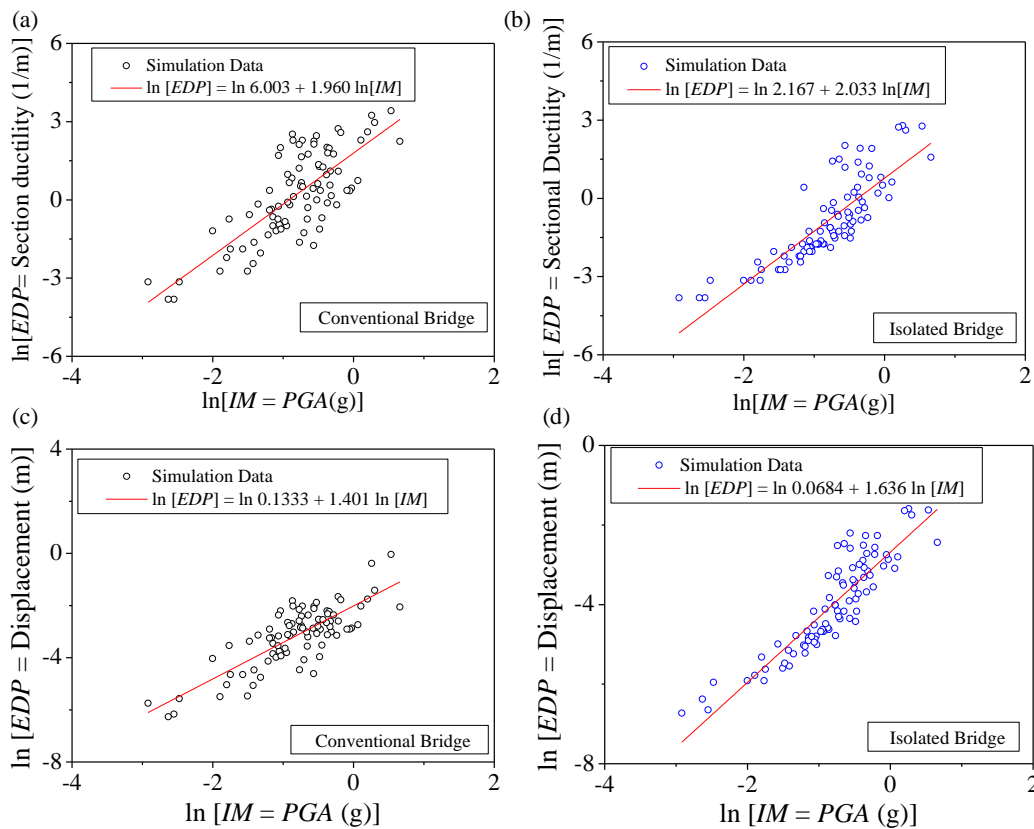 (a)
ln[EDP= Section ductility (1/m)]
6
3
0
-3
-6
Simulation Data
ln [EDP] = ln 6.003 + 1.960 ln[IM]
Conventional Bridge
-4
-2
0
2
ln[IM = PGA(g)]
(b)
ln[ EDP = Sectional Ductility (1/m)]
6
3
0
-3
-6
Simulation Data
ln [EDP] = ln 2.167 + 2.033 ln[IM]
Isolated Bridge
-4
-2
0
2
ln[IM = PGA(g)]
(c)
ln [EDP = Displacement (m)]
4
0
-4
-8
Simulation Data
ln [EDP] = ln 0.1333 + 1.401 ln [IM]
Conventional Bridge
-4
-2
0
2
ln [IM = PGA (g)]
(d)
ln [EDP = Displacement (m)]
0
-4
-8
Simulation Data
ln [EDP] = ln 0.0684 + 1.636 ln [IM]
Isolated Bridge
-4
-2
0
2
ln [IM = PGA (g)]